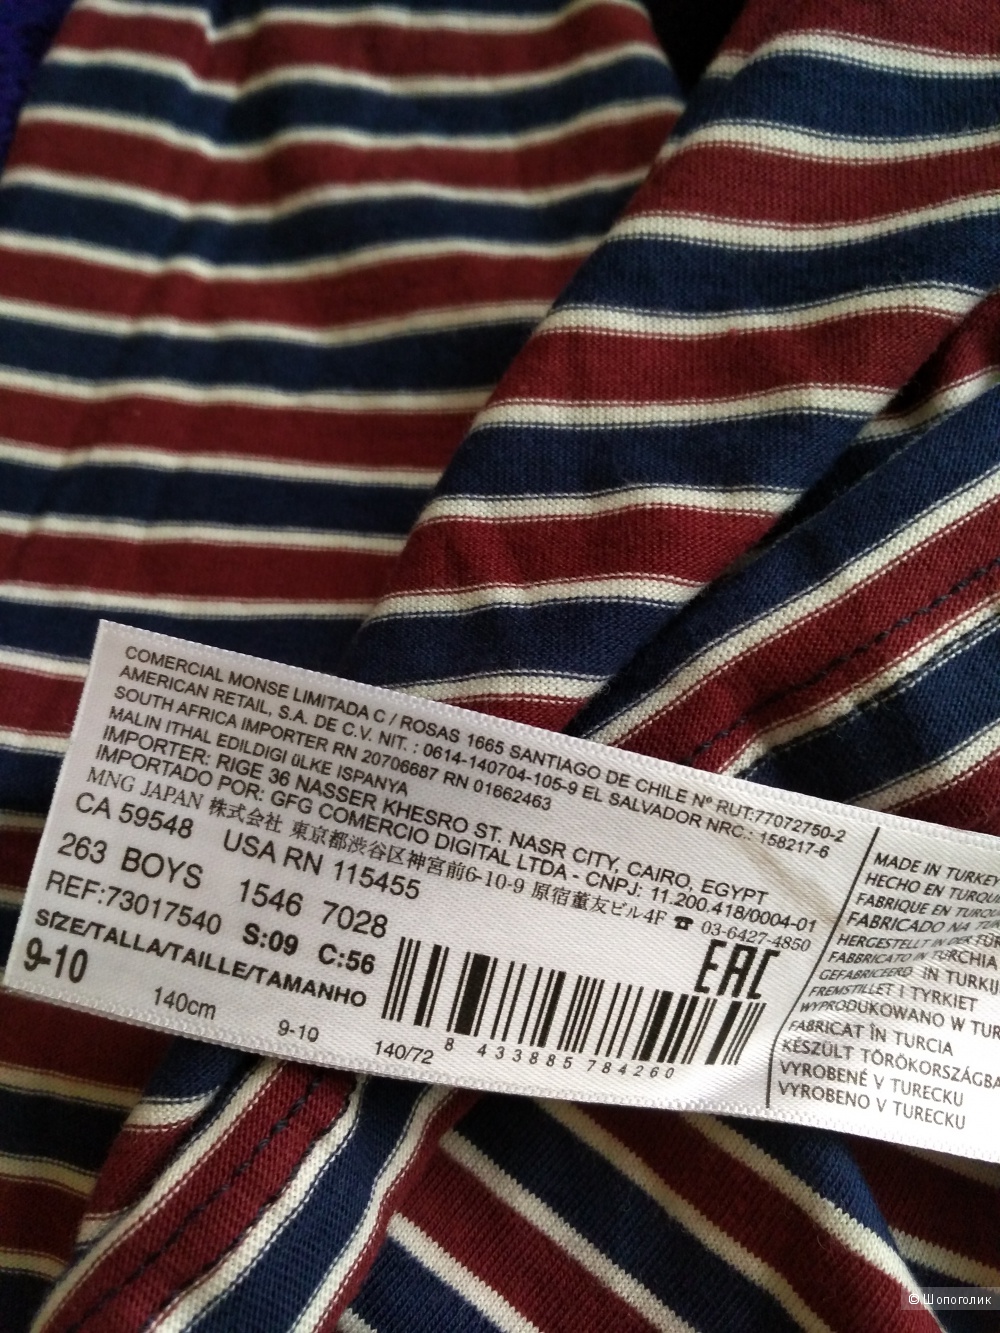 COMERCIAL MONSE LIMITADA C / ROSAS 1665 SANTIAGO DE CHILE Nº RUT:77072750-2
AMERICAN RETAIL, S.A. DE C.V. NIT. : 0614-140704-105-9 EL SALVADOR NRC.: 158217-6
SOUTH AFRICA IMPORTER RN 20706687 RN 01662463
MALIN ITHAL EDILDIGI üLKE ISPANYA
IMPORTER: RIGE 36 NASSER KHESRO ST. NASR CITY, CAIRO, EGYPT
IMPORTADO POR: GFG COMERCIO DIGITAL LTDA - CNPJ: 11.200.418/0004-01
MNG JAPAN 株式会社 東京都渋谷区神宮前6-10-9 原宿董友ビル4F ☎ 03-6427-4850
CA 59548 USA RN 115455
263 BOYS 1546 7028
REF:73017540 S:09 C:56
SIZE/TALLA/TAILLE/TAMANHO
9-10
140cm 9-10 140/72
8 433885 784260
EAC
MADE IN TURKEY
HECHO EN TURQU
FABRIQUE EN TURQU
FABRICADO NA TUR
HERGESTELLT IN DER TÜR
FABBRICATO IN TURCHIA
GEFABRICEERD IN TURKIJ
FREMSTILLET I TYRKIET
WYPRODUKOWANO W TUR
FABRICAT ÎN TURCIA
KÉSZÜLT TÖRÖKORSZÁGBA
VYROBENÉ V TURECKU
VYROBENO V TURECKU
© Шопоголик